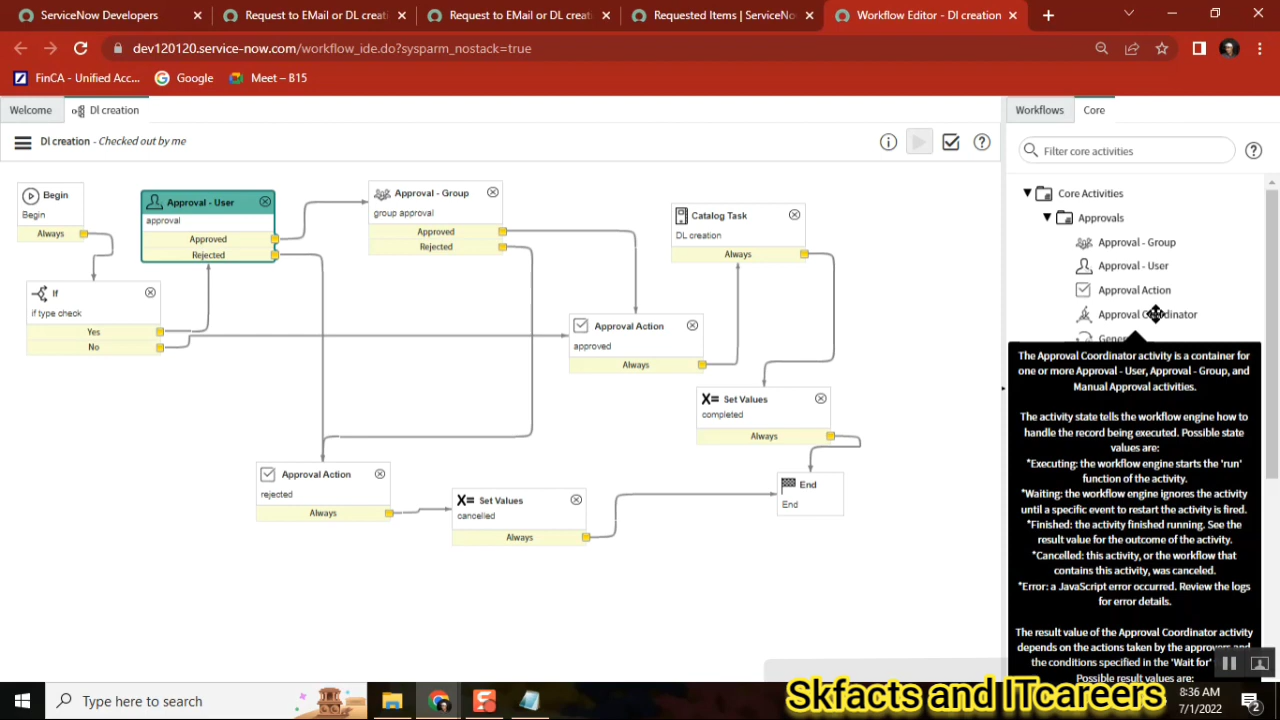 ServiceNow Developers
Request to EMail or DL creati
Request to EMail or DL creati
Requested Items | ServiceNow
Workflow Editor - Dl creation
dev120120.service-now.com/workflow_ide.do?sysparm_nostack=true
FinCA - Unified Acc...
Google
Meet – B15
Welcome
Dl creation
Workflows
Core
Dl creation - Checked out by me
Filter core activities
Begin
Begin
Always
Approval - User
approval
Approved
Rejected
Approval - Group
group approval
Approved
Rejected
Catalog Task
DL creation
Always
If
if type check
Yes
No
Approval Action
approved
Always
Set Values
completed
Always
Approval Action
rejected
Always
Set Values
cancelled
Always
End
End
Core Activities
Approvals
Approval - Group
Approval - User
Approval Action
Approval Coordinator
The Approval Coordinator activity is a container for
one or more Approval - User, Approval - Group, and
Manual Approval activities.
The activity state tells the workflow engine how to
handle the record being executed. Possible state
values are:
*Executing: the workflow engine starts the 'run'
function of the activity.
*Waiting: the workflow engine ignores the activity
until a specific event to restart the activity is fired.
*Finished: the activity finished running. See the
result value for the outcome of the activity.
*Cancelled: this activity, or the workflow that
contains this activity, was canceled.
*Error: a JavaScript error occurred. Review the logs
for error details.
The result value of the Approval Coordinator activity
depends on the actions taken by the approvers and
the conditions specified in the 'Wait for'
Possible result values are:
Type here to search
Skfacts and ITcareers
8:36 AM
7/1/2022
2